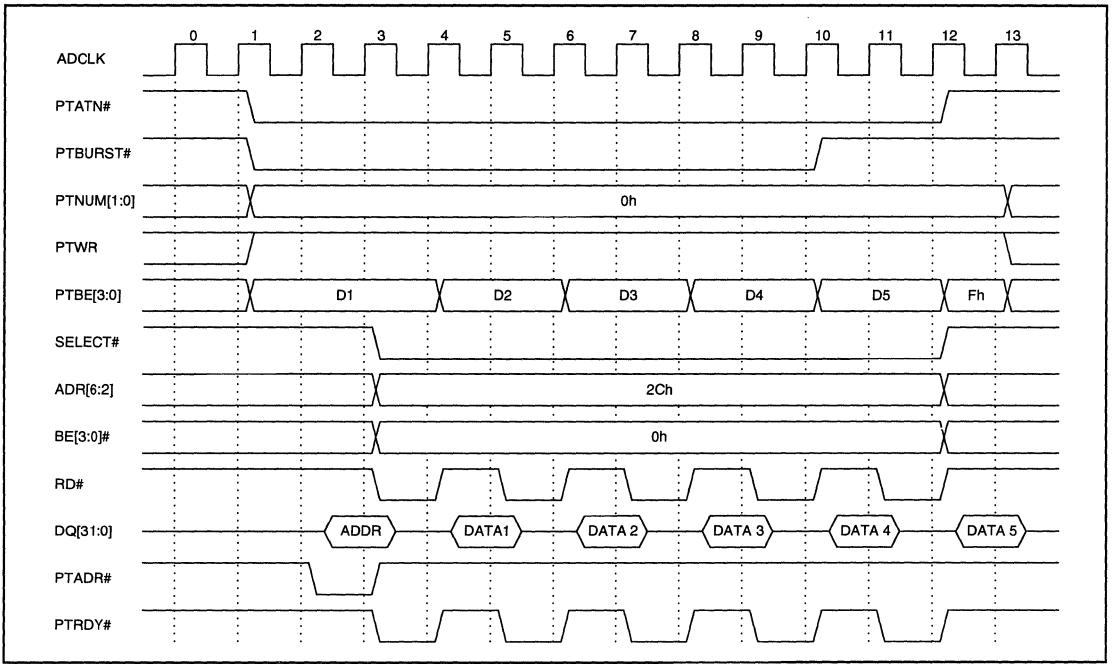 0 1 2 3 4 5 6 7 8 9 10 11 12 13
ADCLK
PTATN#
PTBURST#
PTNUM[1:0] 0h
PTWR
PTBE[3:0] D1 D2 D3 D4 D5 Fh
SELECT#
ADR[6:2] 2Ch
BE[3:0]# 0h
RD#
DQ[31:0] ADDR DATA1 DATA 2 DATA 3 DATA 4 DATA 5
PTADR#
PTRDY#